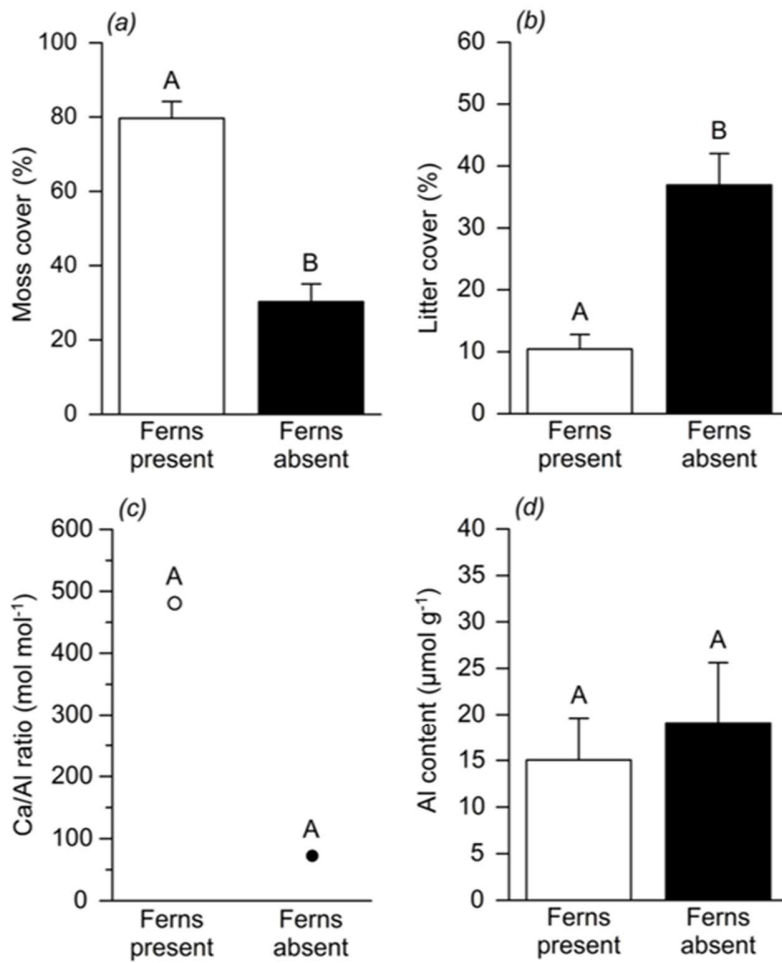 (a)
Moss cover (%)
100
80
60
40
20
0
A
B
Ferns present
Ferns absent
(b)
Litter cover (%)
60
50
40
30
20
10
0
A
B
Ferns present
Ferns absent
(c)
Ca/Al ratio (mol mol⁻¹)
600
500
400
300
200
100
0
A
A
Ferns present
Ferns absent
(d)
Al content (µmol g⁻¹)
40
35
30
25
20
15
10
5
0
A
A
Ferns present
Ferns absent